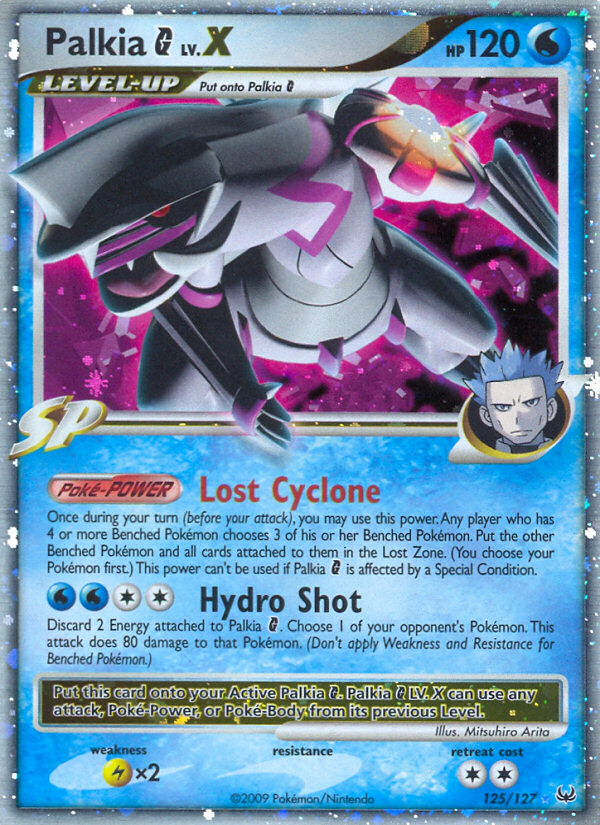 Palkia G LV.X
HP 120
LEVEL-UP Put onto Palkia G
SP
Poké-POWER Lost Cyclone
Once during your turn (before your attack), you may use this power. Any player who has
4 or more Benched Pokémon chooses 3 of his or her Benched Pokémon. Put the other
Benched Pokémon and all cards attached to them in the Lost Zone. (You choose your
Pokémon first.) This power can't be used if Palkia G is affected by a Special Condition.
Hydro Shot
Discard 2 Energy attached to Palkia G. Choose 1 of your opponent's Pokémon. This
attack does 80 damage to that Pokémon. (Don't apply Weakness and Resistance for
Benched Pokémon.)
Put this card onto your Active Palkia G. Palkia G LV.X can use any
attack, Poké-Power, or Poké-Body from its previous Level.
Illus. Mitsuhiro Arita
weakness resistance retreat cost
×2
©2009 Pokémon/Nintendo 125/127